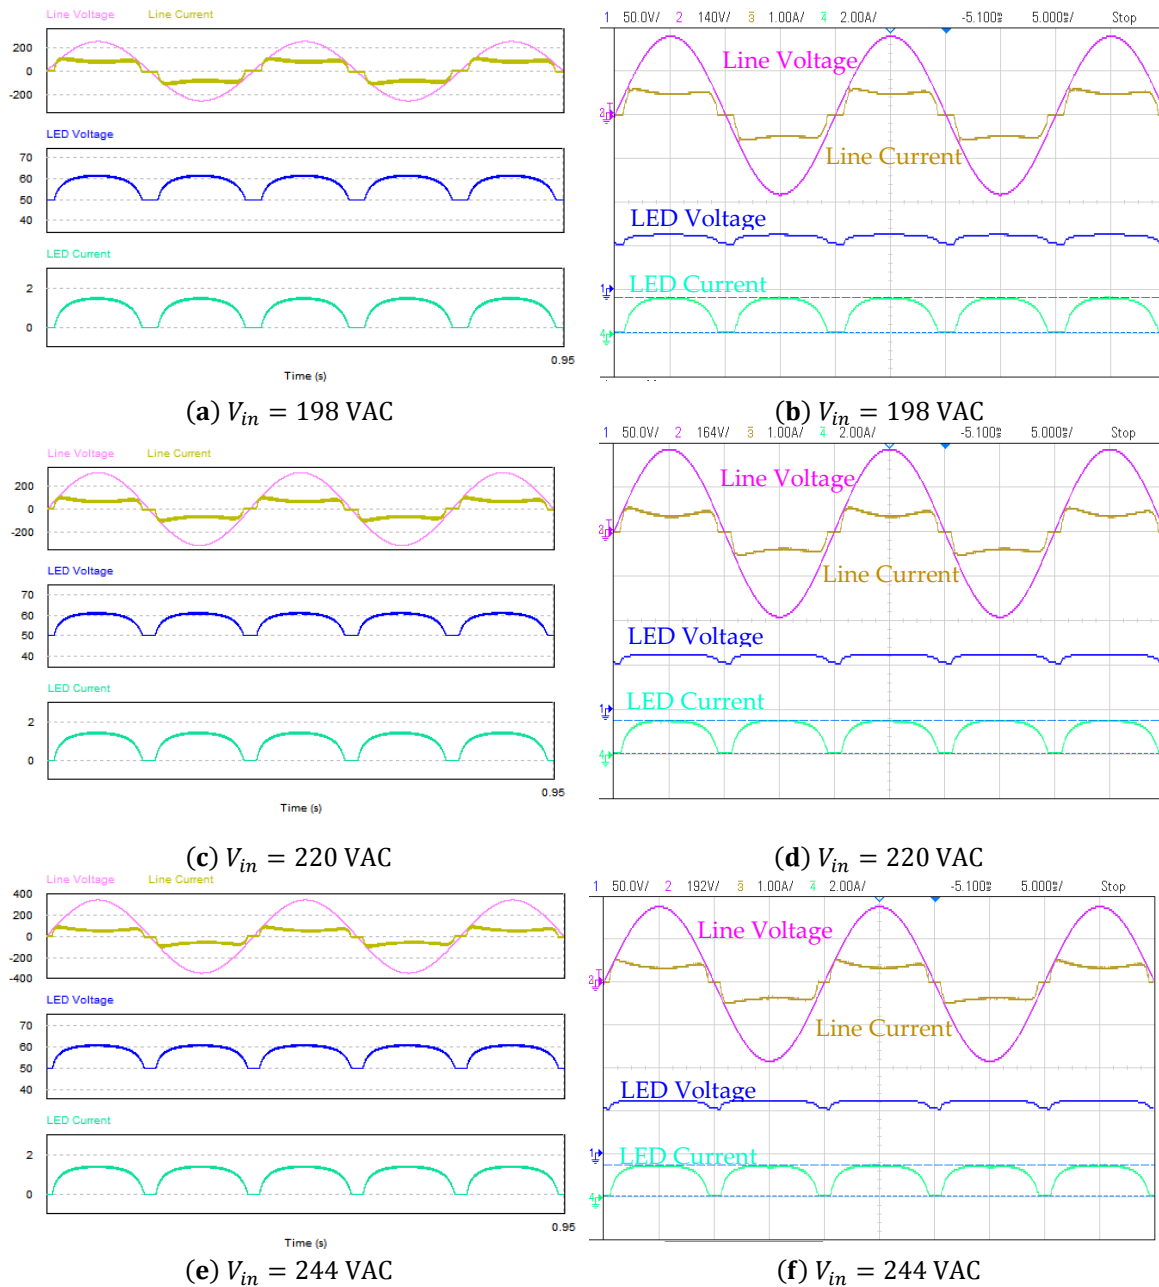 Line Voltage Line Current
200
0
-200
LED Voltage
70
60
50
40
LED Current
2
0
0.95
Time (s)
(a) V_in = 198 VAC
1 50.0V/ 2 140V/ 3 1.00A/ 4 2.00A/ -5.100s 5.000s/ Stop
Line Voltage
Line Current
LED Voltage
LED Current
(b) V_in = 198 VAC
Line Voltage Line Current
200
0
-200
LED Voltage
70
60
50
40
LED Current
2
0
0.95
Time (s)
(c) V_in = 220 VAC
1 50.0V/ 2 164V/ 3 1.00A/ 4 2.00A/ -5.100s 5.000s/ Stop
Line Voltage
Line Current
LED Voltage
LED Current
(d) V_in = 220 VAC
Line Voltage Line Current
400
200
0
-200
-400
LED Voltage
70
60
50
40
LED Current
2
0
0.95
Time (s)
(e) V_in = 244 VAC
1 50.0V/ 2 192V/ 3 1.00A/ 4 2.00A/ -5.100s 5.000s/ Stop
Line Voltage
Line Current
LED Voltage
LED Current
(f) V_in = 244 VAC